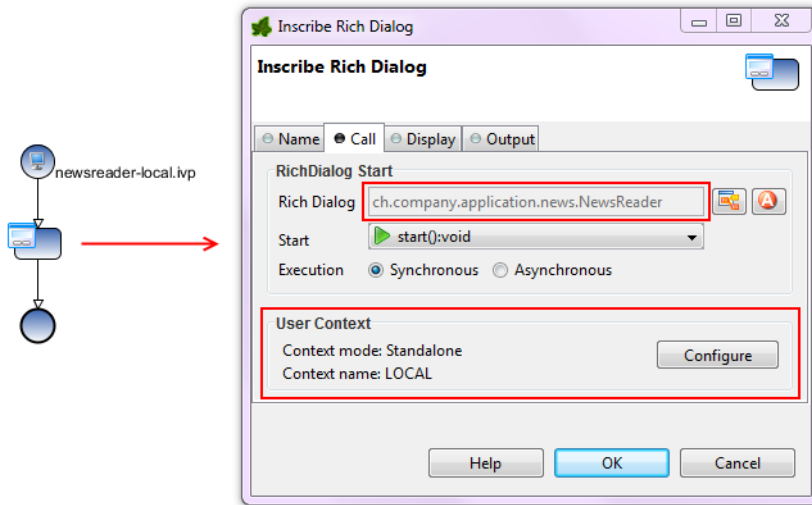 Inscribe Rich Dialog
Inscribe Rich Dialog
Name Call Display Output
newsreader-local.ivp
RichDialog Start
Rich Dialog ch.company.application.news.NewsReader A
Start start():void
Execution Synchronous Asynchronous
User Context
Context mode: Standalone
Context name: LOCAL
Configure
Help OK Cancel